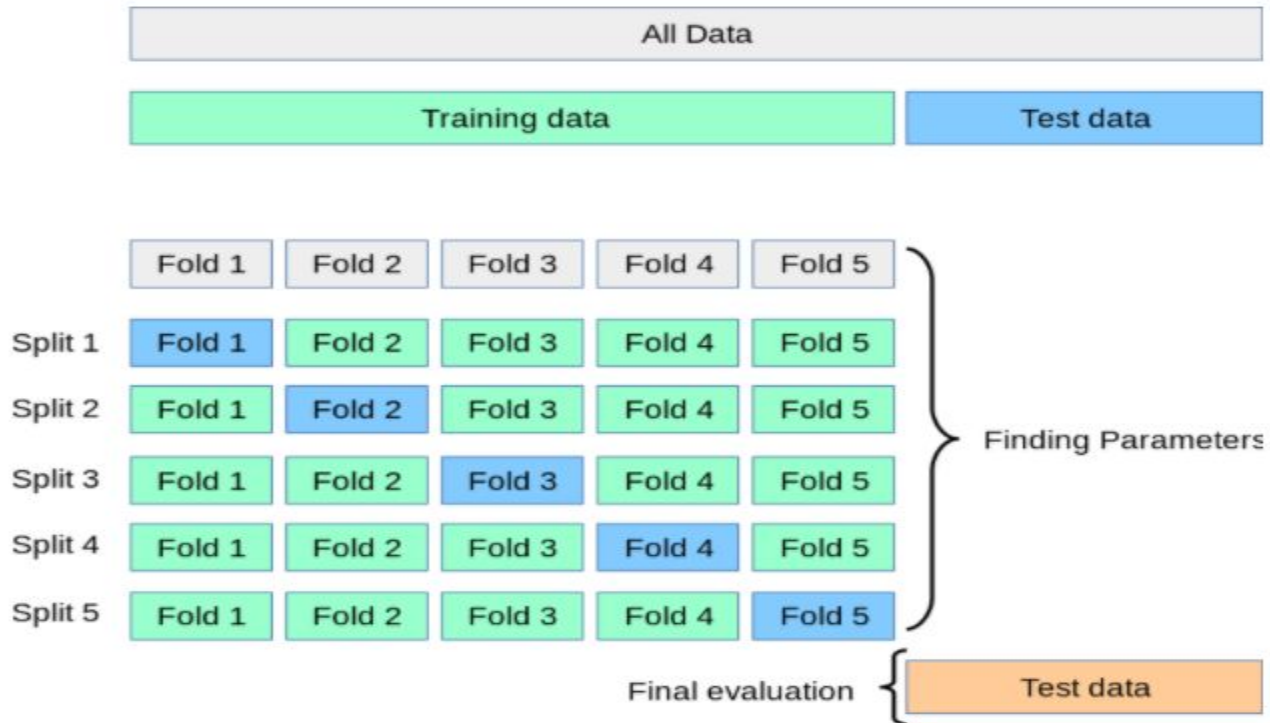 All Data
Training data Test data
Fold 1 Fold 2 Fold 3 Fold 4 Fold 5
Split 1 Fold 1 Fold 2 Fold 3 Fold 4 Fold 5
Split 2 Fold 1 Fold 2 Fold 3 Fold 4 Fold 5
Finding Parameters
Split 3 Fold 1 Fold 2 Fold 3 Fold 4 Fold 5
Split 4 Fold 1 Fold 2 Fold 3 Fold 4 Fold 5
Split 5 Fold 1 Fold 2 Fold 3 Fold 4 Fold 5
Final evaluation Test data